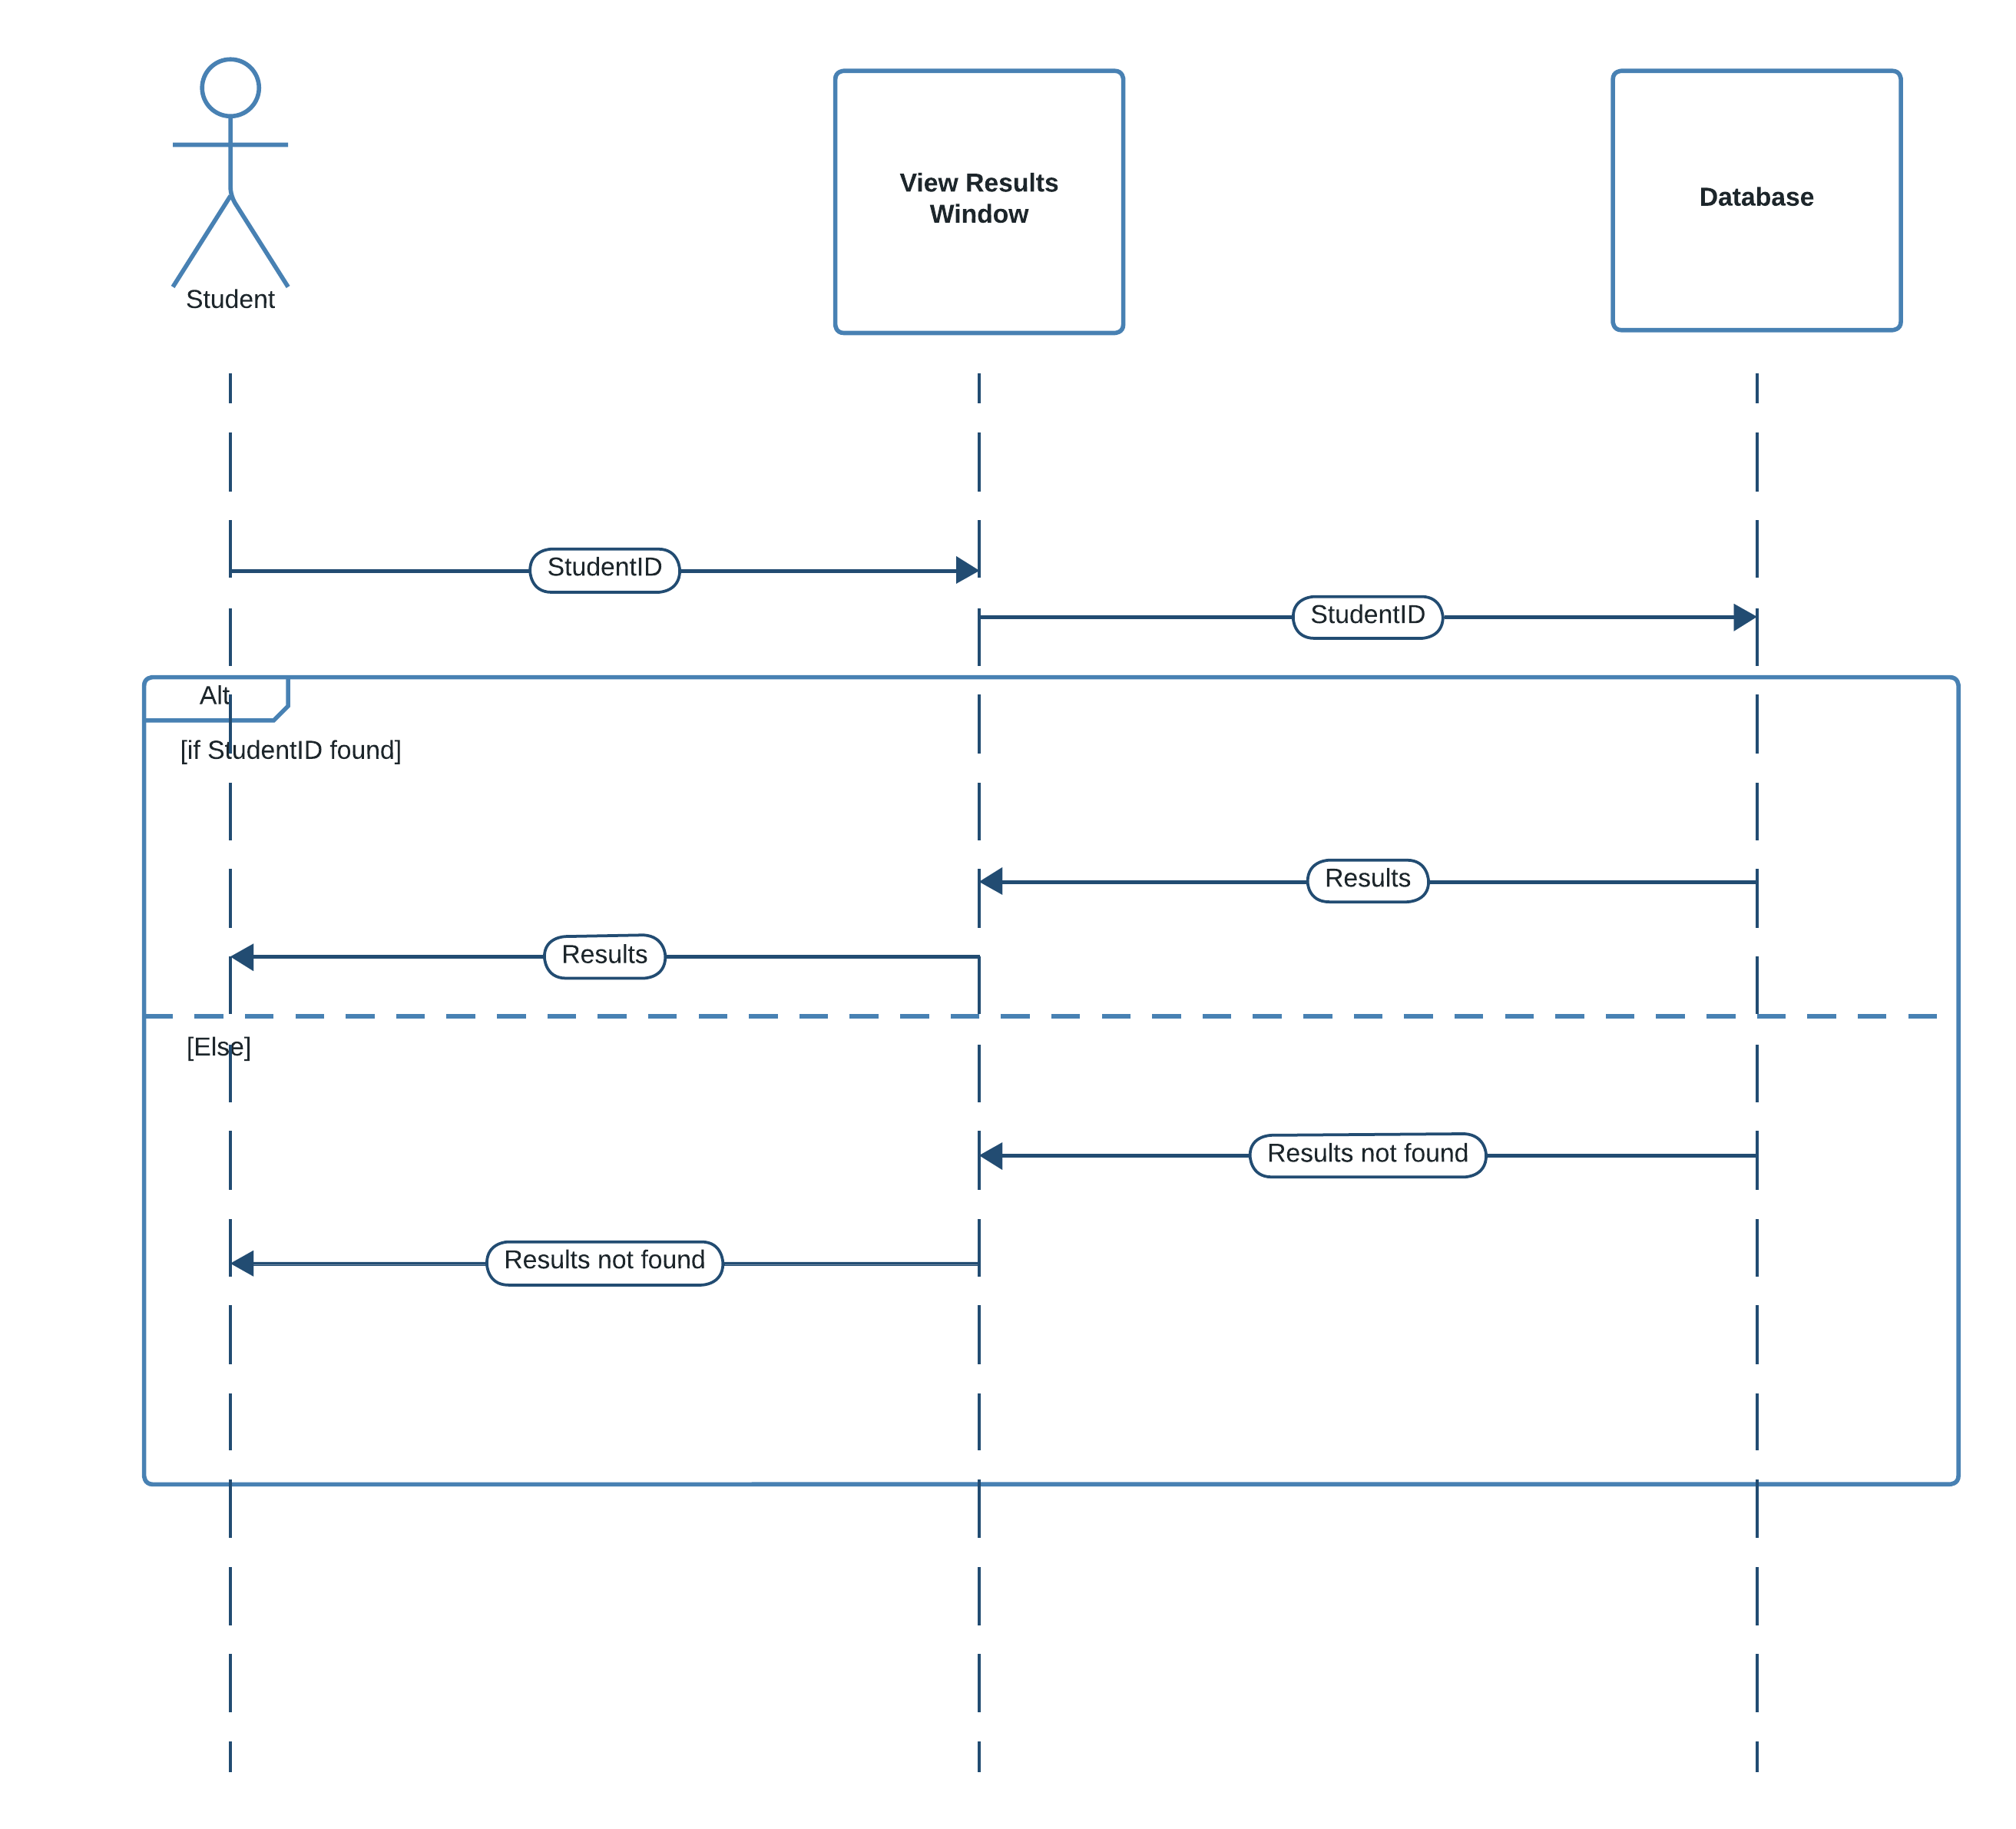 View Results
Window
Database
Student
StudentID
StudentID
Alt
[if StudentID found]
Results
Results
[Else]
Results not found
Results not found